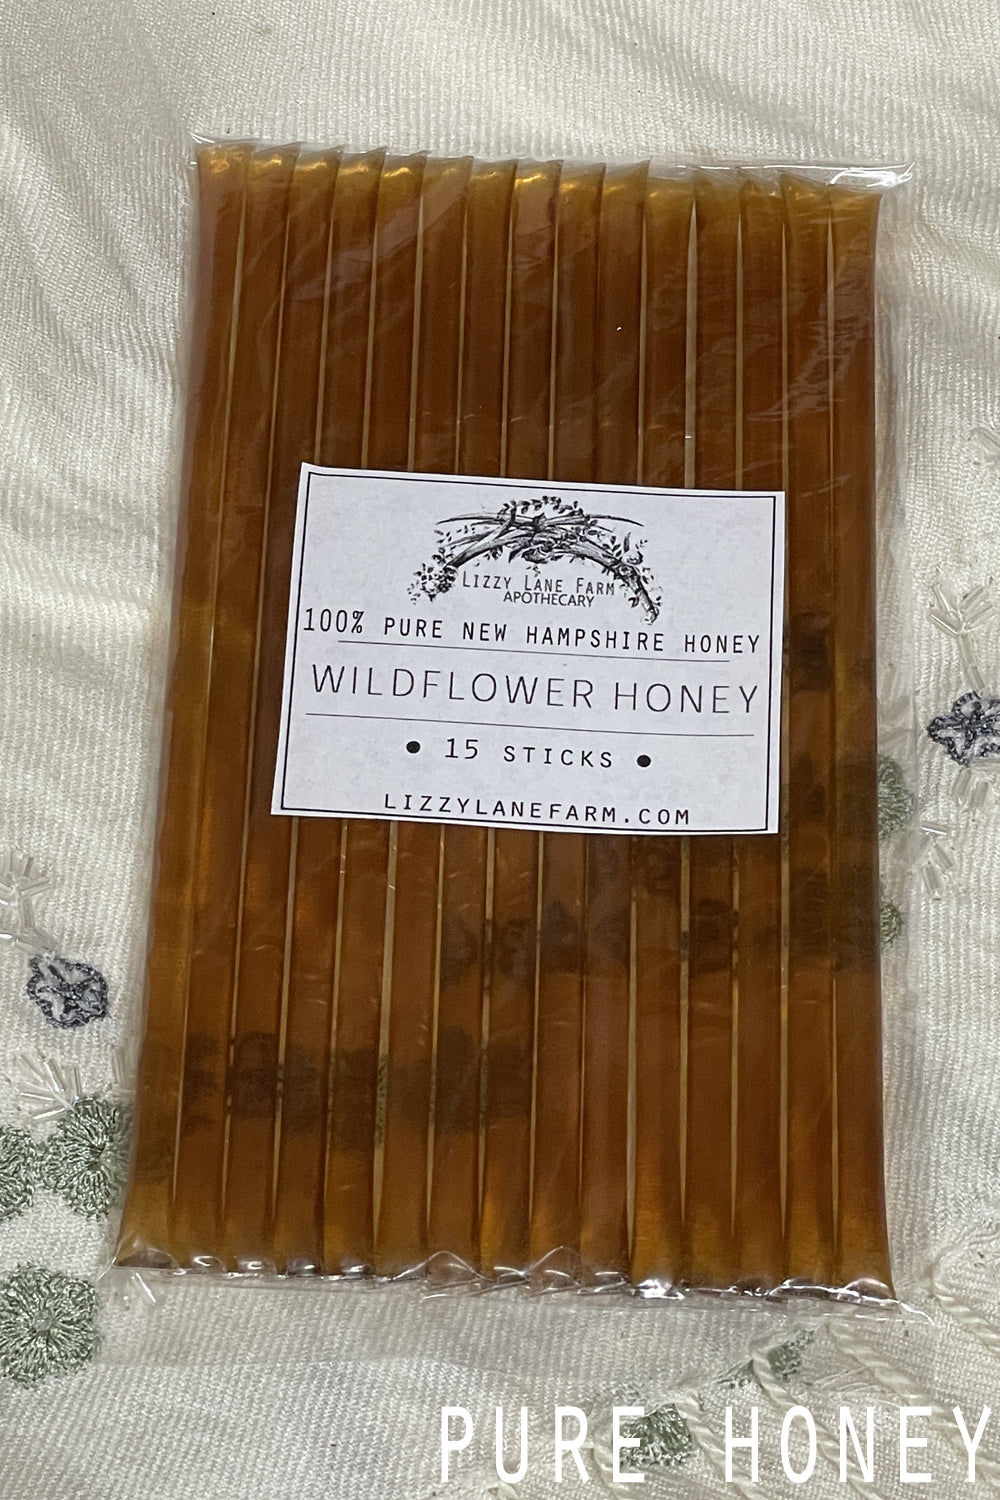 LIZZY LANE FARM
APOTHECARY
100% PURE NEW HAMPSHIRE HONEY
WILDFLOWER HONEY
• 15 STICKS •
LIZZYLANEFARM.COM
PURE HONEY